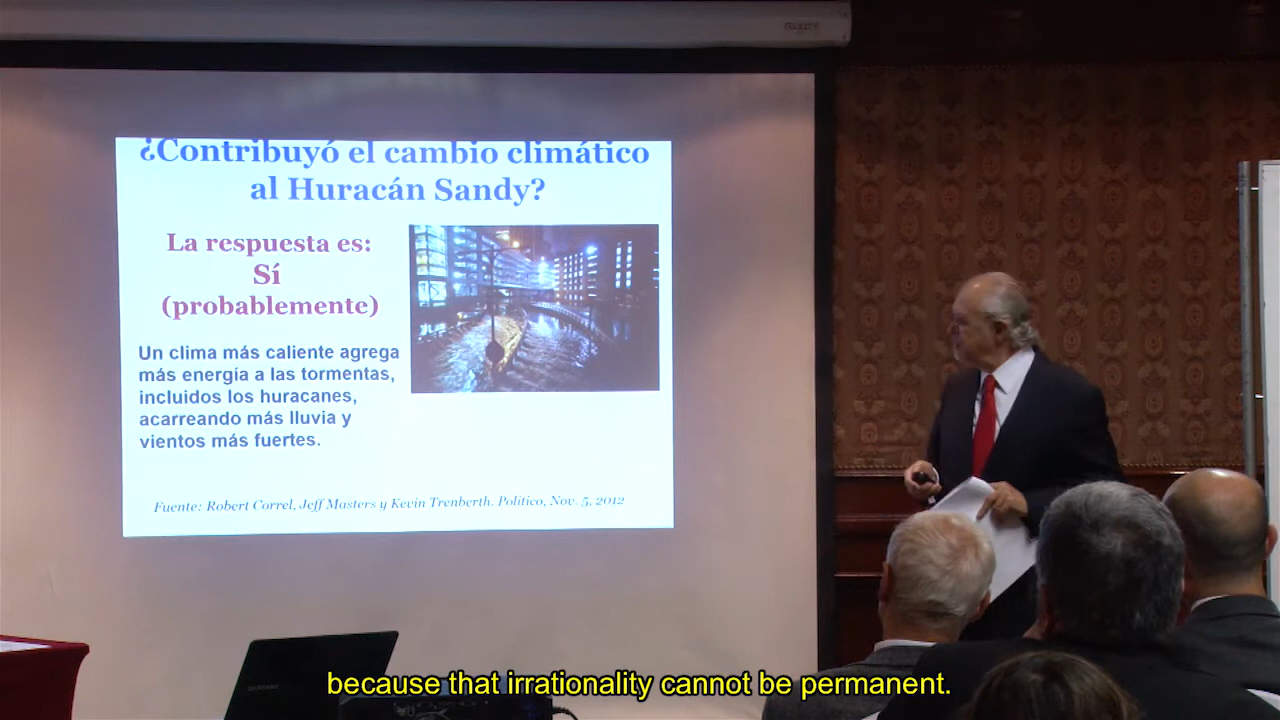 ¿Contribuyó el cambio climático
al Huracán Sandy?
La respuesta es:
Sí
(probablemente)
Un clima más caliente agrega
más energía a las tormentas,
incluidos los huracanes,
acarreando más lluvia y
vientos más fuertes.
Fuente: Robert Correl, Jeff Masters y Kevin Trenberth. Politico, Nov. 5, 2012
because that irrationality cannot be permanent.